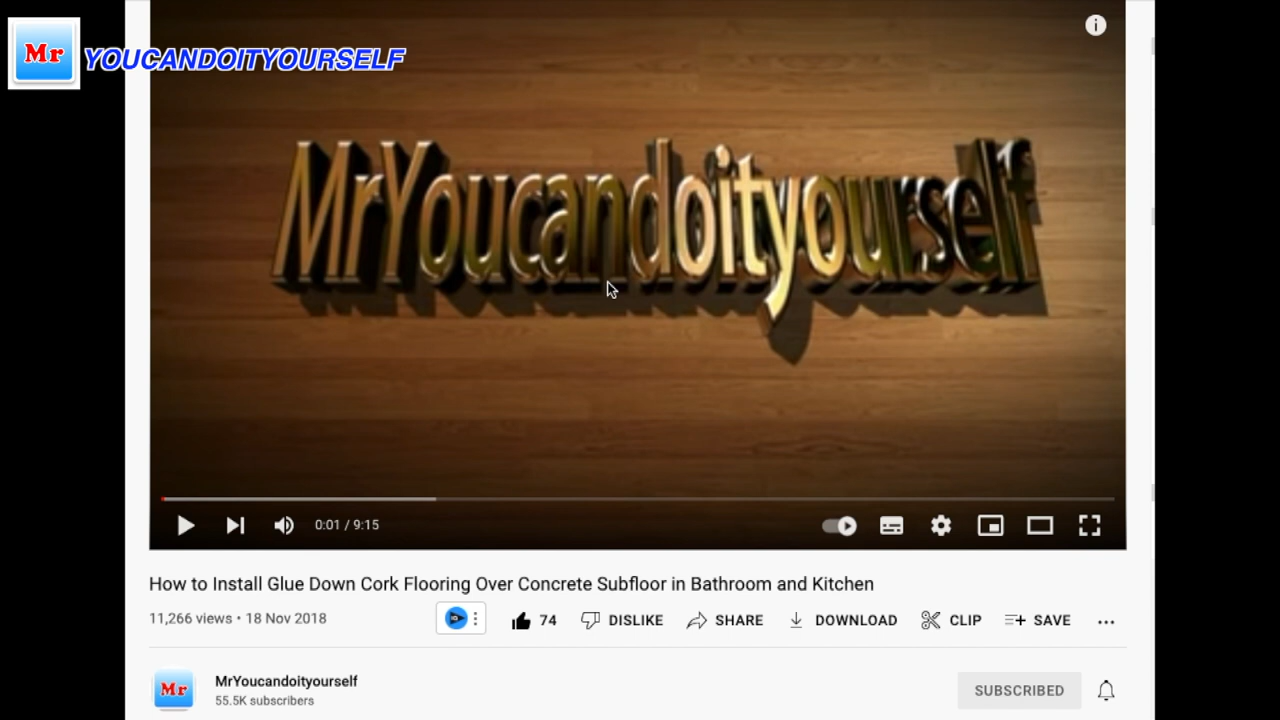 Mr YOUCANDOITYOURSELF
i
MrYoucandoityourself
0:01 / 9:15
How to Install Glue Down Cork Flooring Over Concrete Subfloor in Bathroom and Kitchen
11,266 views • 18 Nov 2018
74 DISLIKE SHARE DOWNLOAD CLIP SAVE
Mr MrYoucandoityourself
55.5K subscribers
SUBSCRIBED